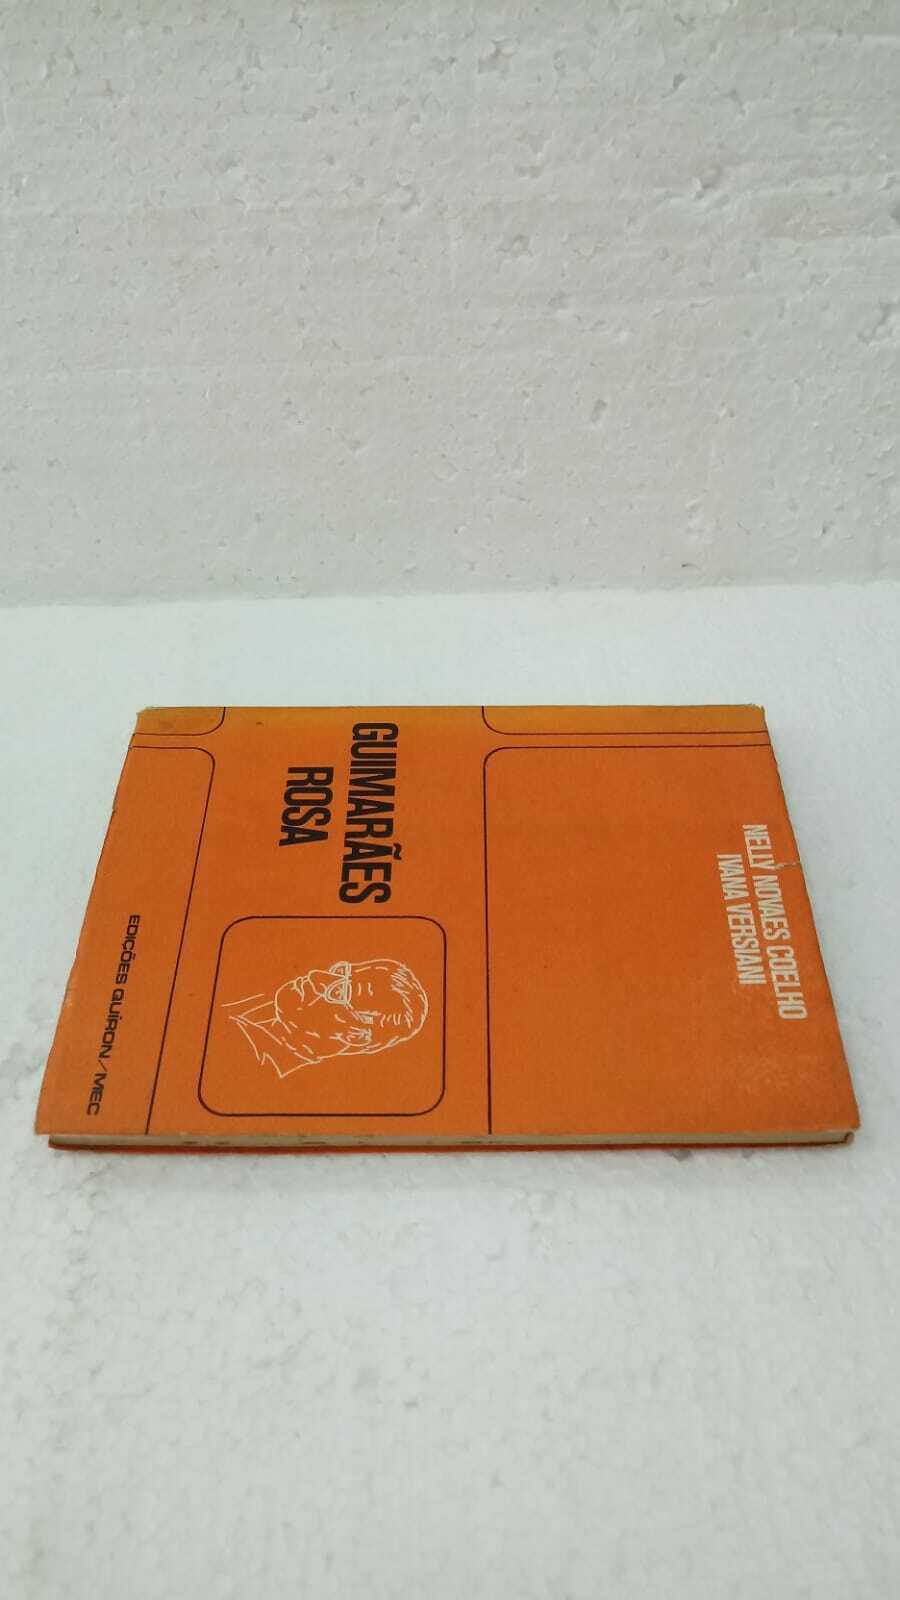 NELLY NOVAES COELHO
IVANA VERSIANI
GUIMARÃES
ROSA
EDIÇÕES QUÍRON/MEC